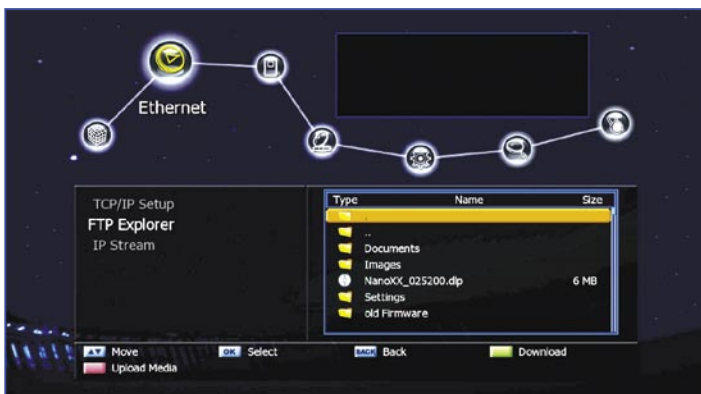 Ethernet
TCP/IP Setup
FTP Explorer
IP Stream
Type Name Size
.
..
Documents
Images
NanoXX_025200.dlp 6 MB
Settings
old Firmware
Move OK Select BACK Back Download
Upload Media